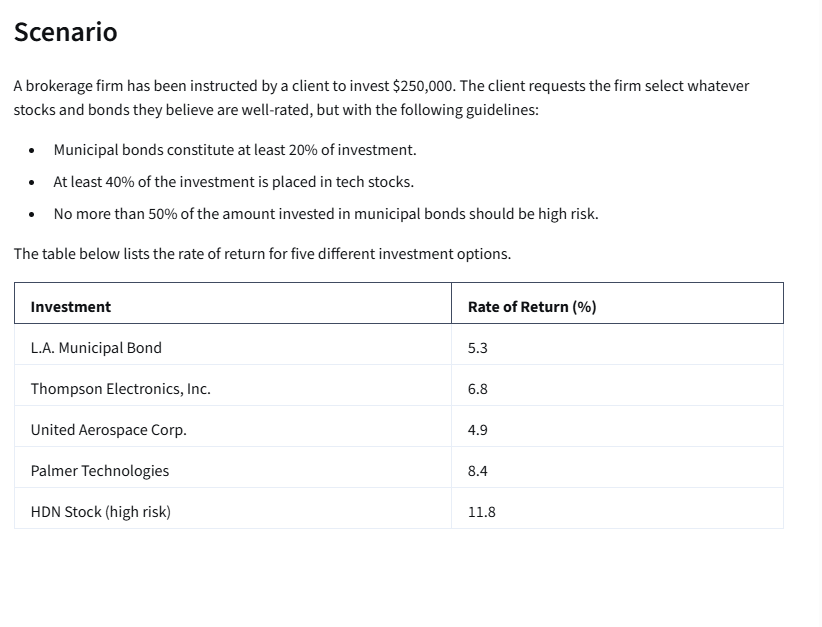 Scenario
A brokerage firm has been instructed by a client to invest $250,000. The client requests the firm select whatever
stocks and bonds they believe are well-rated, but with the following guidelines:
• Municipal bonds constitute at least 20% of investment.
• At least 40% of the investment is placed in tech stocks.
• No more than 50% of the amount invested in municipal bonds should be high risk.
The table below lists the rate of return for five different investment options.
Investment Rate of Return (%)
L.A. Municipal Bond 5.3
Thompson Electronics, Inc. 6.8
United Aerospace Corp. 4.9
Palmer Technologies 8.4
HDN Stock (high risk) 11.8